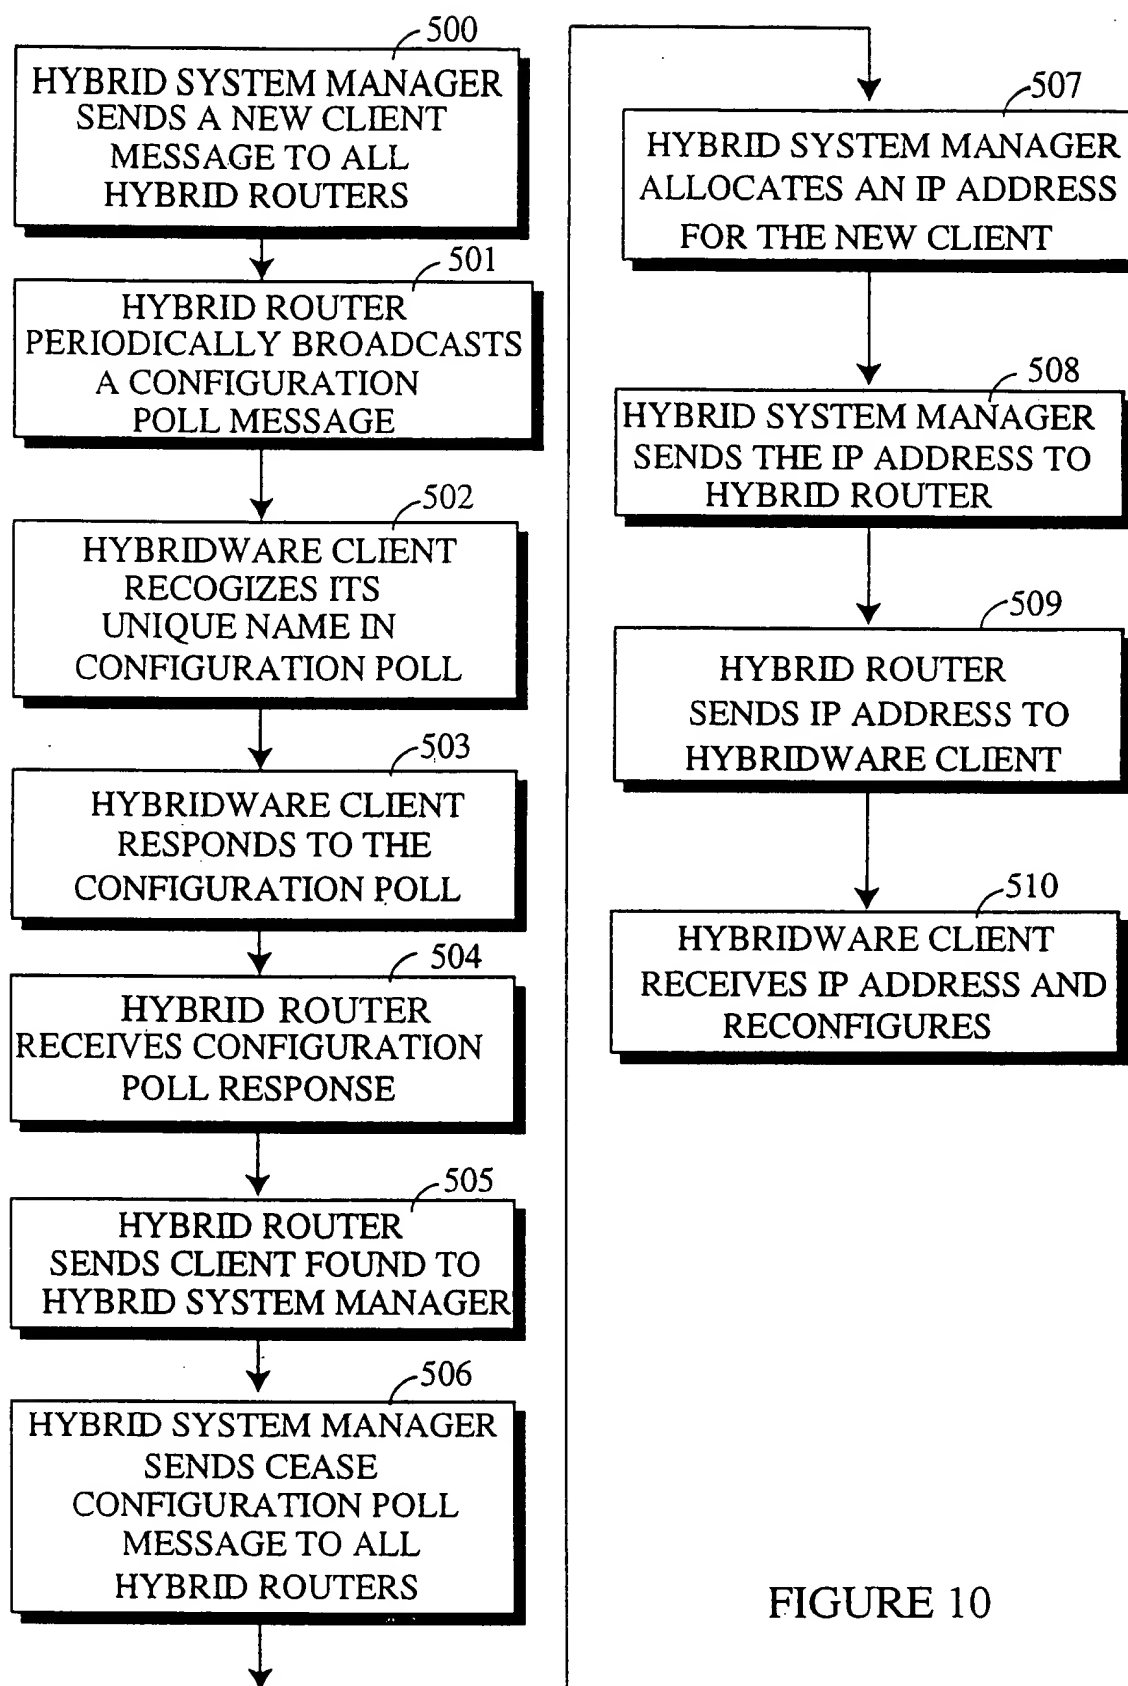 500
HYBRID SYSTEM MANAGER
SENDS A NEW CLIENT
MESSAGE TO ALL
HYBRID ROUTERS
501
HYBRID ROUTER
PERIODICALLY BROADCASTS
A CONFIGURATION
POLL MESSAGE
502
HYBRIDWARE CLIENT
RECOGIZES ITS
UNIQUE NAME IN
CONFIGURATION POLL
503
HYBRIDWARE CLIENT
RESPONDS TO THE
CONFIGURATION POLL
504
HYBRID ROUTER
RECEIVES CONFIGURATION
POLL RESPONSE
505
HYBRID ROUTER
SENDS CLIENT FOUND TO
HYBRID SYSTEM MANAGER
506
HYBRID SYSTEM MANAGER
SENDS CEASE
CONFIGURATION POLL
MESSAGE TO ALL
HYBRID ROUTERS
507
HYBRID SYSTEM MANAGER
ALLOCATES AN IP ADDRESS
FOR THE NEW CLIENT
508
HYBRID SYSTEM MANAGER
SENDS THE IP ADDRESS TO
HYBRID ROUTER
509
HYBRID ROUTER
SENDS IP ADDRESS TO
HYBRIDWARE CLIENT
510
HYBRIDWARE CLIENT
RECEIVES IP ADDRESS AND
RECONFIGURES
FIGURE 10